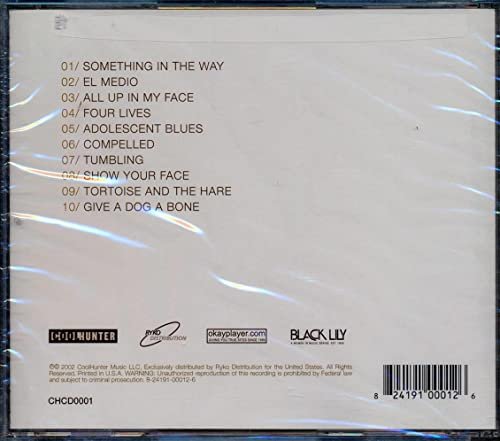 01/ SOMETHING IN THE WAY
02/ EL MEDIO
03/ ALL UP IN MY FACE
04/ FOUR LIVES
05/ ADOLESCENT BLUES
06/ COMPELLED
07/ TUMBLING
08/ SHOW YOUR FACE
09/ TORTOISE AND THE HARE
10/ GIVE A DOG A BONE
COOLHUNTER
RYKO
DISTRIBUTION
okayplayer.com
BLACK LILY
℗© 2002 CoolHunter Music LLC, Exclusively distributed by Ryko Distribution for the United States. All Rights
Reserved. Printed in U.S.A. WARNING: Unauthorized reproduction of this recording is prohibited by Federal law
and subject to criminal prosecution. 8-24191-00012-6
CHCD0001
8 24191 00012 6